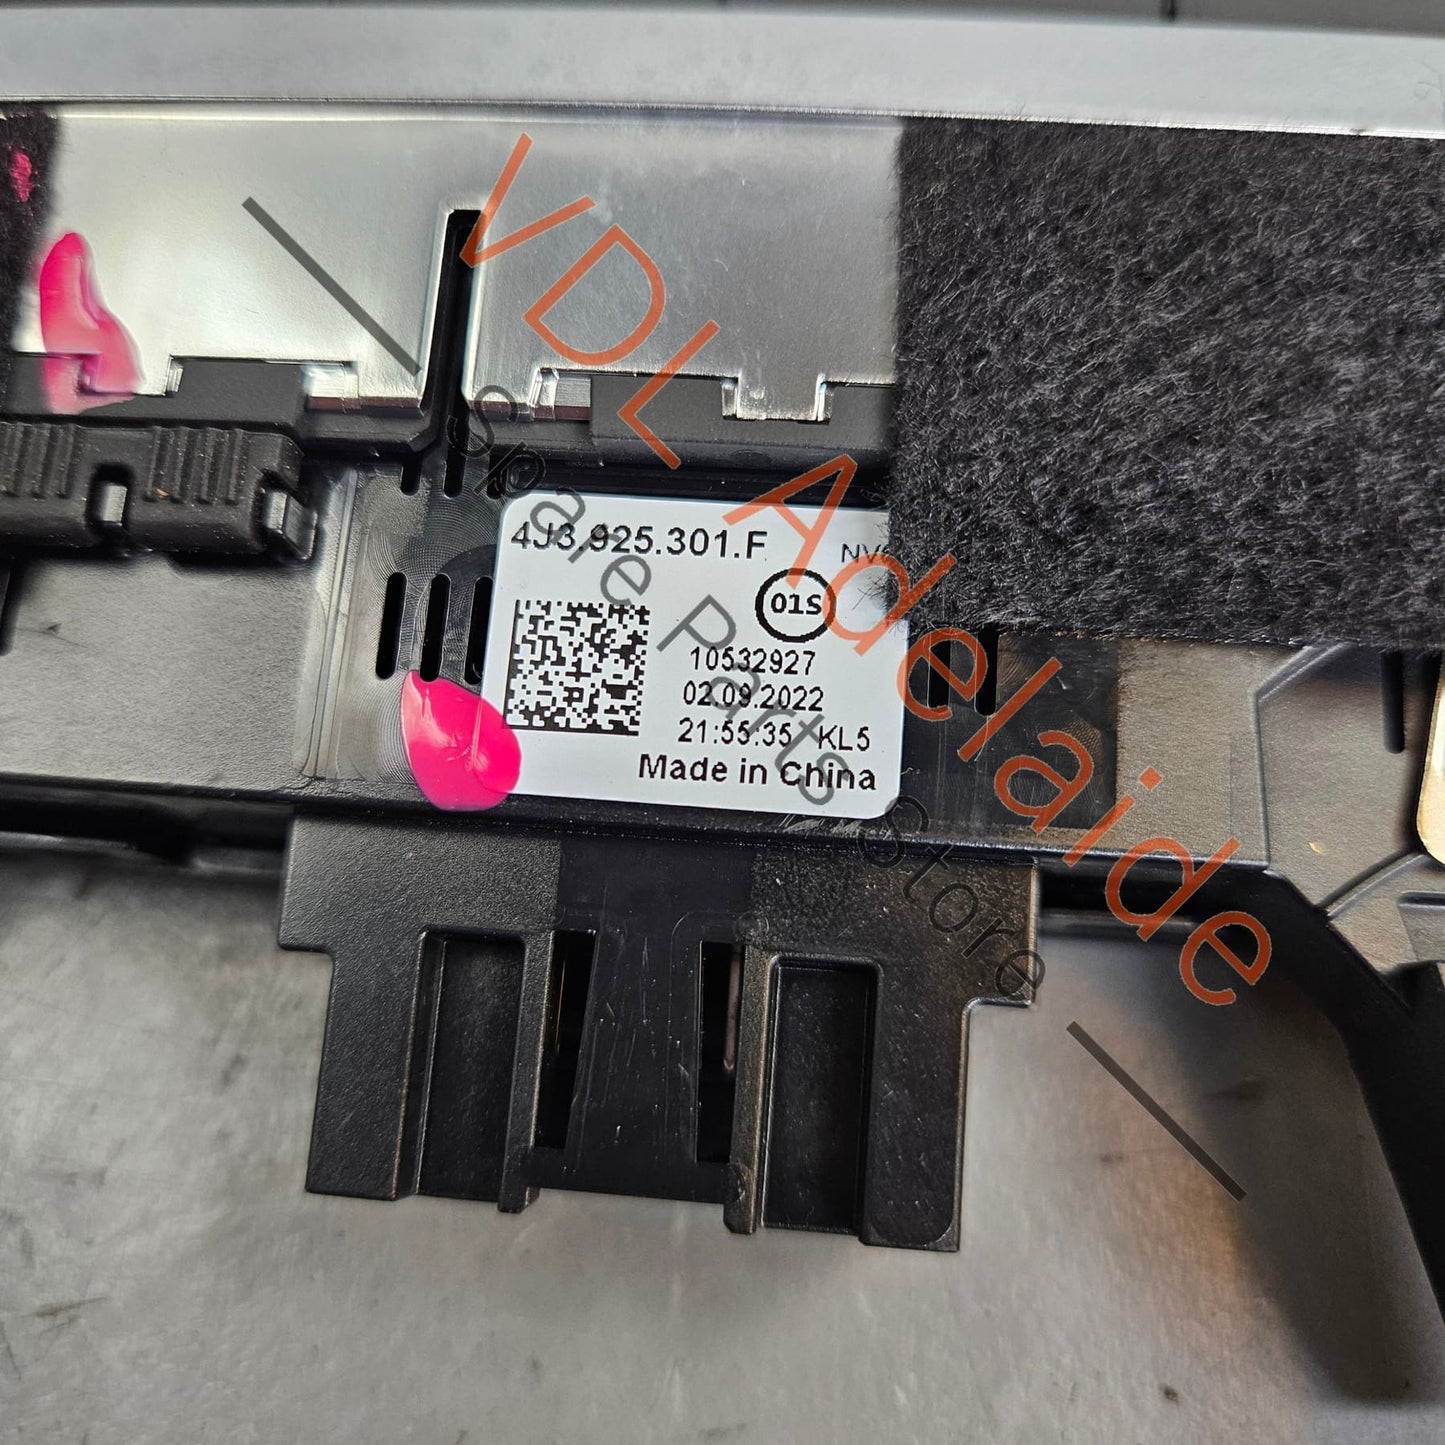 4J3.925.301.F
01S
10532927
02.09.2022
21:55:35 KL5
Made in China
VDL Adelaide
Spare Parts Store